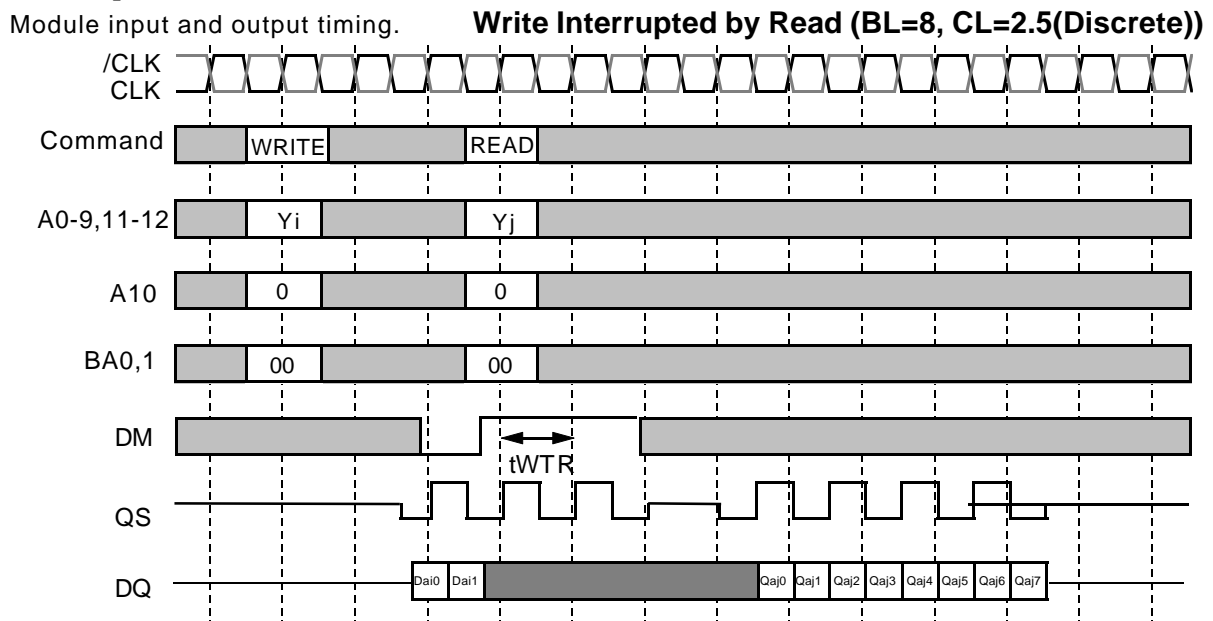 Module input and output timing.
Write Interrupted by Read (BL=8, CL=2.5(Discrete))
/CLK
CLK
Command
WRITE
READ
A0-9,11-12
Yi
Yj
A10
0
0
BA0,1
00
00
DM
tWTR
QS
DQ
Dai0 Dai1
Qaj0 Qaj1 Qaj2 Qaj3 Qaj4 Qaj5 Qaj6 Qaj7